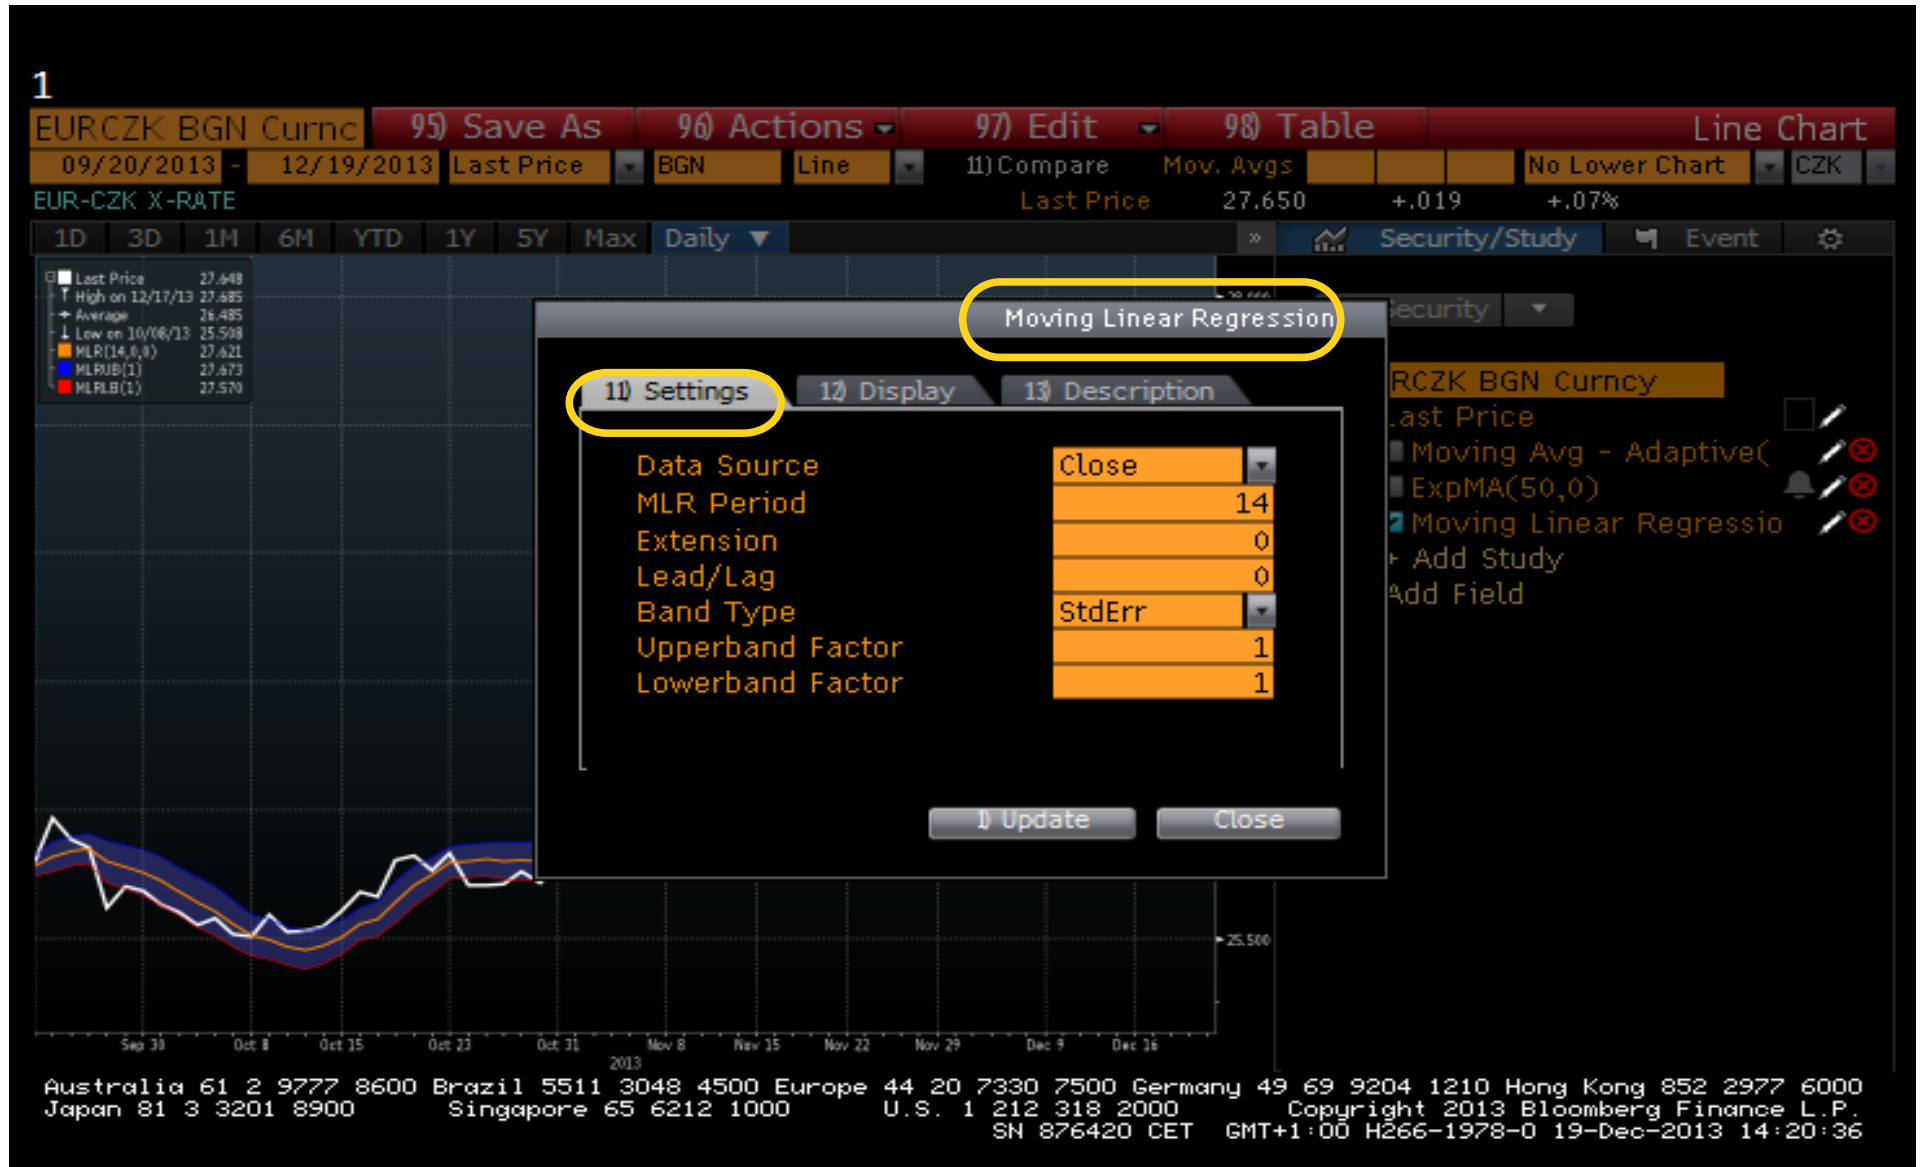 1
EURCZK BGN Curnc 95) Save As 96) Actions 97) Edit 98) Table Line Chart
09/20/2013 - 12/19/2013 Last Price BGN Line 11) Compare Mov. Avgs No Lower Chart CZK
EUR-CZK X-RATE Last Price 27.650 +.019 +.07%
1D 3D 1M 6M YTD 1Y 5Y Max Daily ▼ » Security/Study Event
Last Price 27.648
High on 12/17/13 27.685
Average 26.485
Low on 10/08/13 25.508
MLR(14,0,0) 27.621
MLRUB(1) 27.673
MLRLB(1) 27.570
Moving Linear Regression
11) Settings 12) Display 13) Description
Data Source Close
MLR Period 14
Extension 0
Lead/Lag 0
Band Type StdErr
Upperband Factor 1
Lowerband Factor 1
1) Update Close
ecurity
RCZK BGN Curncy
ast Price
Moving Avg - Adaptive(
ExpMA(50,0)
Moving Linear Regressio
+ Add Study
Add Field
25.500
Sep 30 Oct 8 Oct 15 Oct 23 Oct 31 Nov 8 Nov 15 Nov 22 Nov 29 Dec 9 Dec 16
2013
Australia 61 2 9777 8600 Brazil 5511 3048 4500 Europe 44 20 7330 7500 Germany 49 69 9204 1210 Hong Kong 852 2977 6000
Japan 81 3 3201 8900 Singapore 65 6212 1000 U.S. 1 212 318 2000 Copyright 2013 Bloomberg Finance L.P.
SN 876420 CET GMT+1:00 H266-1978-0 19-Dec-2013 14:20:36